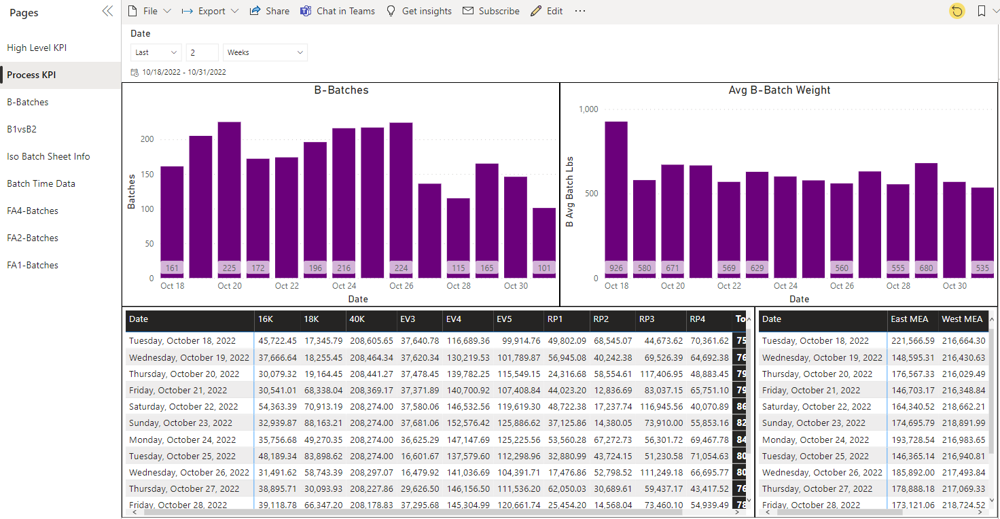 Pages
File Export Share Chat in Teams Get insights Subscribe Edit ...
High Level KPI
Process KPI
B-Batches
B1vsB2
Iso Batch Sheet Info
Batch Time Data
FA4-Batches
FA2-Batches
FA1-Batches
Date
Last 2 Weeks
10/18/2022 - 10/31/2022
B-Batches
Batches
200
150
100
50
0
161 225 172 196 216 224 115 165 101
Oct 18 Oct 20 Oct 22 Oct 24 Oct 26 Oct 28 Oct 30
Date
Avg B-Batch Weight
B Avg Batch Lbs
1,000
500
0
926 580 671 569 629 560 555 680 535
Oct 18 Oct 20 Oct 22 Oct 24 Oct 26 Oct 28 Oct 30
Date
Date 16K 18K 40K EV3 EV4 EV5 RP1 RP2 RP3 RP4 To
Tuesday, October 18, 2022 45,722.45 17,345.79 208,605.65 37,640.78 116,689.36 99,914.76 49,802.09 68,545.07 44,673.62 70,361.62 75
Wednesday, October 19, 2022 37,666.64 18,255.45 208,464.34 37,620.34 130,219.53 101,789.87 56,945.08 40,242.38 69,526.39 64,692.38 76
Thursday, October 20, 2022 30,079.32 19,164.45 208,441.27 37,478.45 139,782.25 115,549.15 24,316.68 58,554.61 117,406.95 48,883.45 79
Friday, October 21, 2022 30,541.01 68,338.04 208,369.17 37,371.89 140,700.92 107,408.84 44,023.20 12,836.69 83,037.15 65,751.10 79
Saturday, October 22, 2022 54,363.39 70,913.19 208,274.00 37,580.06 146,532.56 119,619.30 48,722.38 17,237.74 116,945.56 40,070.89 86
Sunday, October 23, 2022 32,939.87 88,163.21 208,274.00 37,681.06 152,576.42 125,886.62 37,125.86 14,380.05 73,910.00 55,853.16 82
Monday, October 24, 2022 35,756.68 49,270.35 208,274.00 36,625.29 147,147.69 125,225.56 53,560.28 67,272.73 56,301.72 69,467.78 84
Tuesday, October 25, 2022 48,189.34 83,898.62 208,274.00 16,601.67 137,579.60 112,298.96 32,880.99 43,724.15 51,230.58 71,054.63 80
Wednesday, October 26, 2022 31,491.62 58,743.39 208,297.07 16,479.92 141,036.69 104,391.71 17,476.86 52,798.52 111,249.18 66,695.77 80
Thursday, October 27, 2022 38,895.71 30,093.93 208,227.86 29,626.50 146,156.50 111,536.20 62,050.03 30,689.61 59,437.17 43,417.52 76
Friday, October 28, 2022 39,118.78 66,347.20 208,178.83 37,295.68 145,304.99 120,661.74 25,454.20 14,568.04 73,460.10 54,939.49 78
Date East MEA West MEA
Tuesday, October 18, 2022 221,566.59 216,664.30
Wednesday, October 19, 2022 148,595.31 216,430.63
Thursday, October 20, 2022 176,567.33 216,029.49
Friday, October 21, 2022 146,703.17 216,348.84
Saturday, October 22, 2022 164,340.52 218,662.21
Sunday, October 23, 2022 174,695.79 218,891.99
Monday, October 24, 2022 193,728.54 216,983.65
Tuesday, October 25, 2022 146,365.14 216,940.81
Wednesday, October 26, 2022 185,892.00 217,493.84
Thursday, October 27, 2022 178,888.18 217,069.33
Friday, October 28, 2022 173,121.06 218,724.52